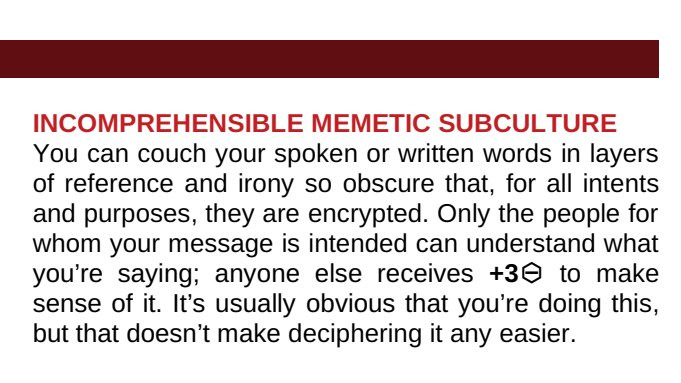 INCOMPREHENSIBLE MEMETIC SUBCULTURE
You can couch your spoken or written words in layers
of reference and irony so obscure that, for all intents
and purposes, they are encrypted. Only the people for
whom your message is intended can understand what
you’re saying; anyone else receives +3⊖ to make
sense of it. It’s usually obvious that you’re doing this,
but that doesn’t make deciphering it any easier.